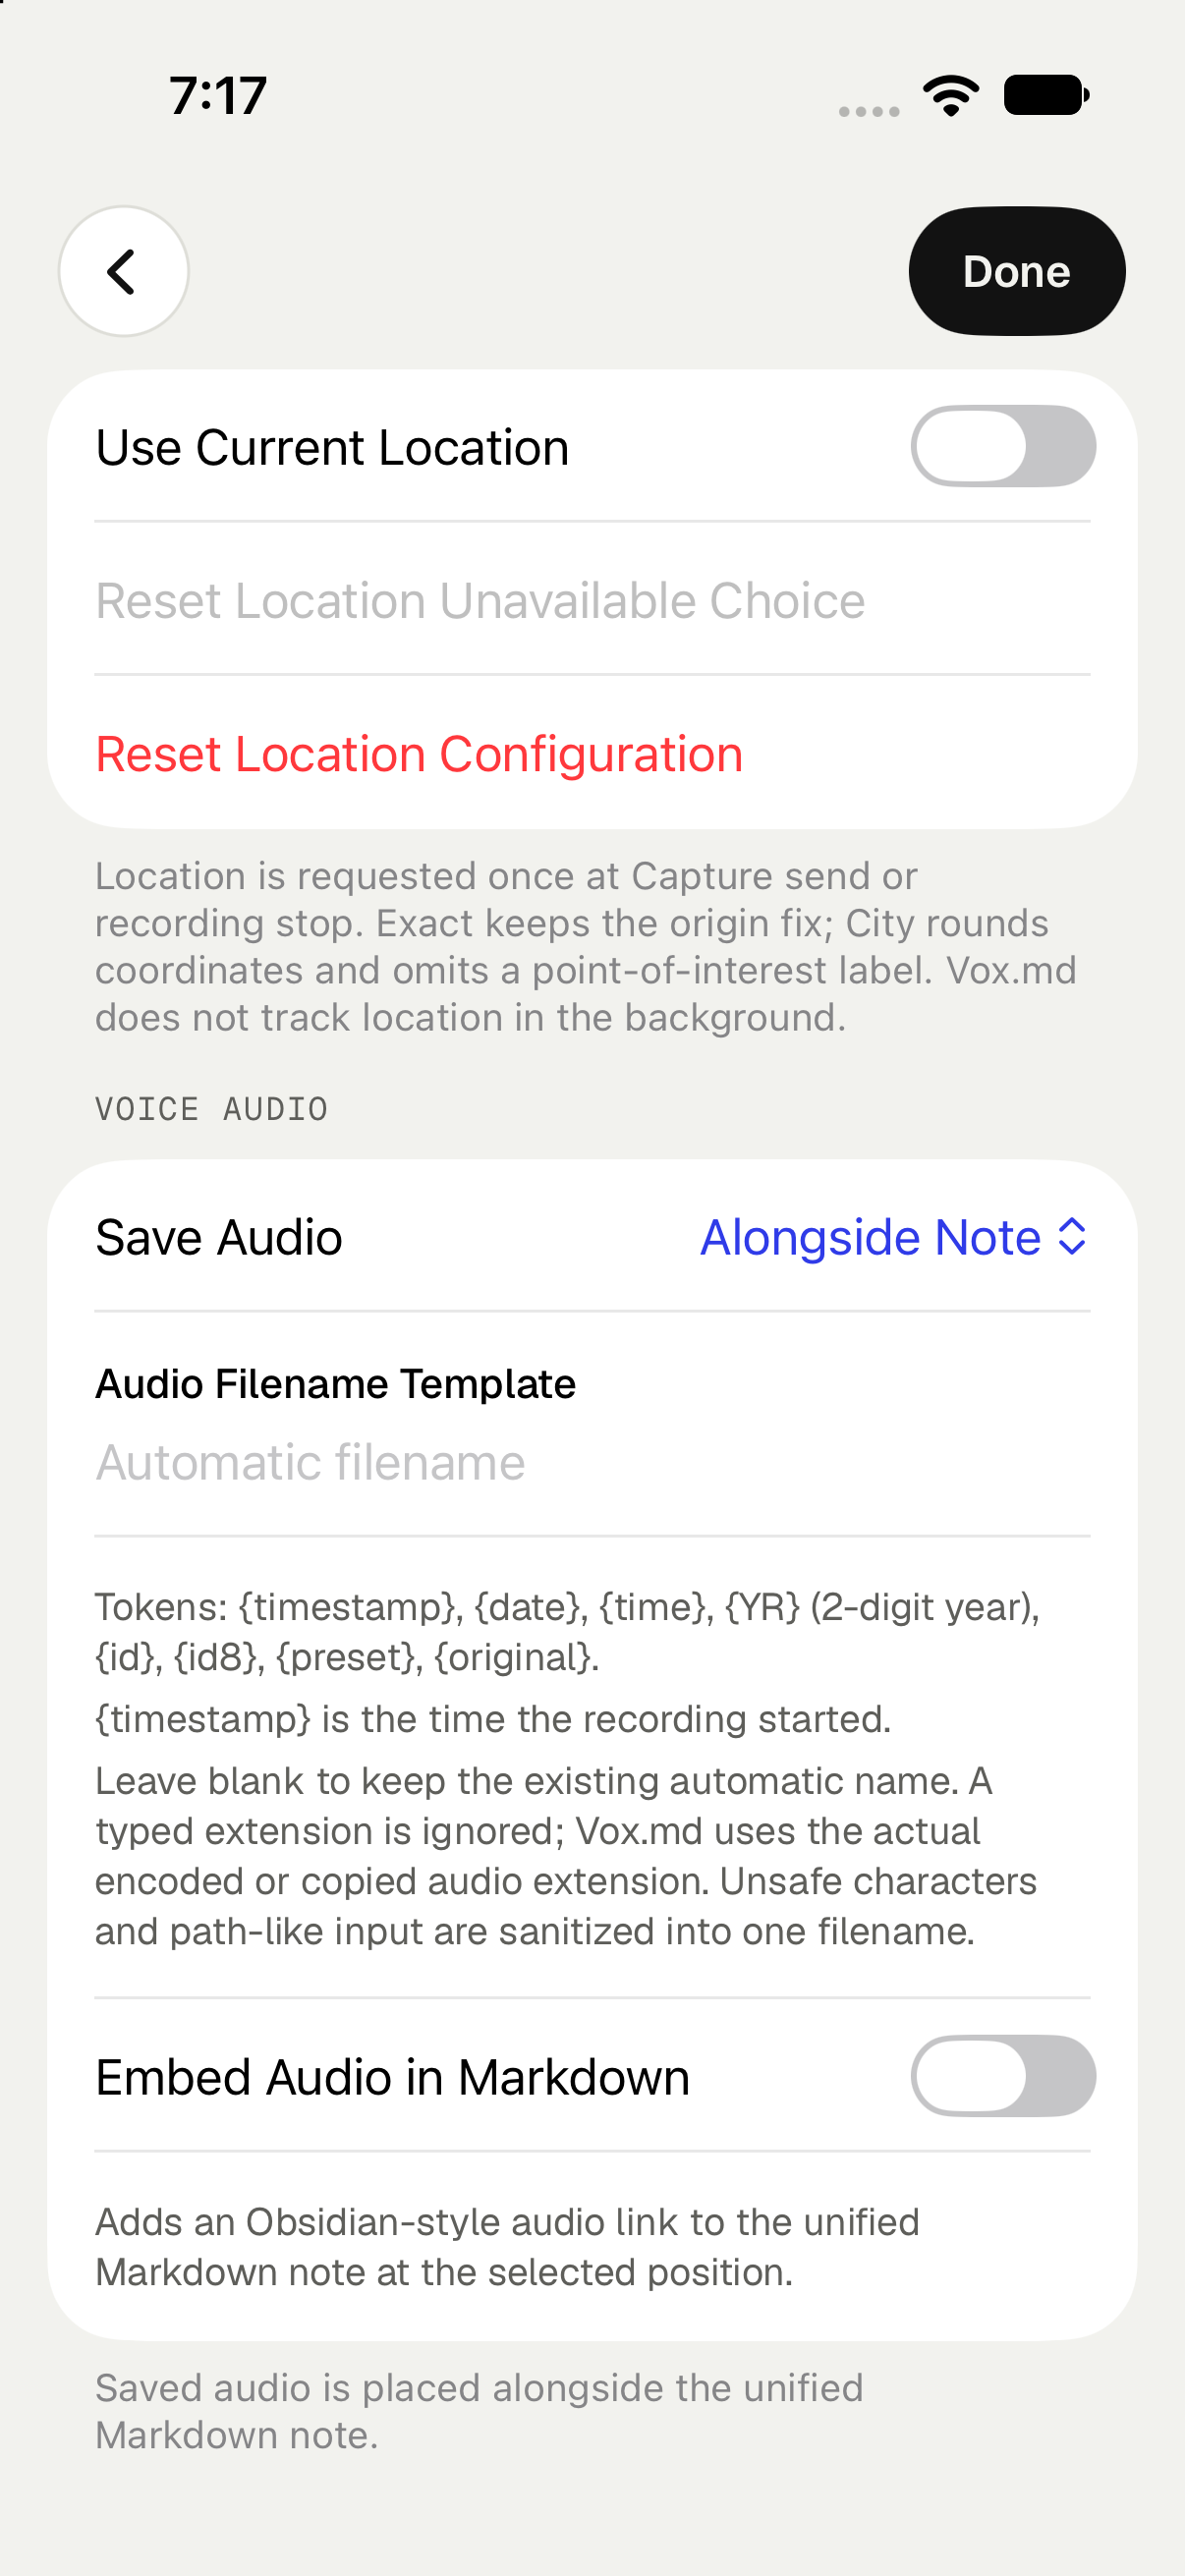 7:17
Done
Use Current Location
Reset Location Unavailable Choice
Reset Location Configuration
Location is requested once at Capture send or
recording stop. Exact keeps the origin fix; City rounds
coordinates and omits a point-of-interest label. Vox.md
does not track location in the background.
VOICE AUDIO
Save Audio Alongside Note
Audio Filename Template
Automatic filename
Tokens: {timestamp}, {date}, {time}, {YR} (2-digit year),
{id}, {id8}, {preset}, {original}.
{timestamp} is the time the recording started.
Leave blank to keep the existing automatic name. A
typed extension is ignored; Vox.md uses the actual
encoded or copied audio extension. Unsafe characters
and path-like input are sanitized into one filename.
Embed Audio in Markdown
Adds an Obsidian-style audio link to the unified
Markdown note at the selected position.
Saved audio is placed alongside the unified
Markdown note.